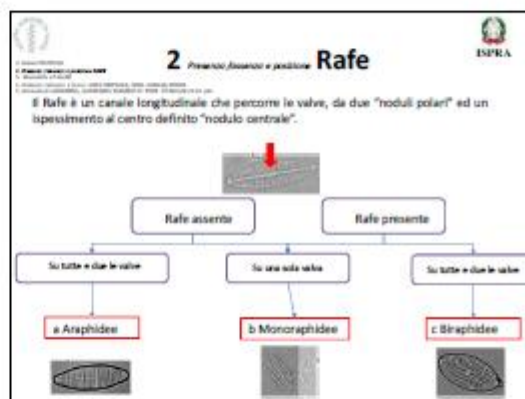 2 Presenza /assenza e posizione Rafe
ISPRA
Il Rafe è un canale longitudinale che percorre le valve, da due "noduli polari" ed un
ispessimento al centro definito "nodulo centrale".
Rafe assente
Rafe presente
Su tutte e due le valve
Su una sola valva
Su tutte e due le valve
a Araphidee
b Monoraphidee
c Biraphidee